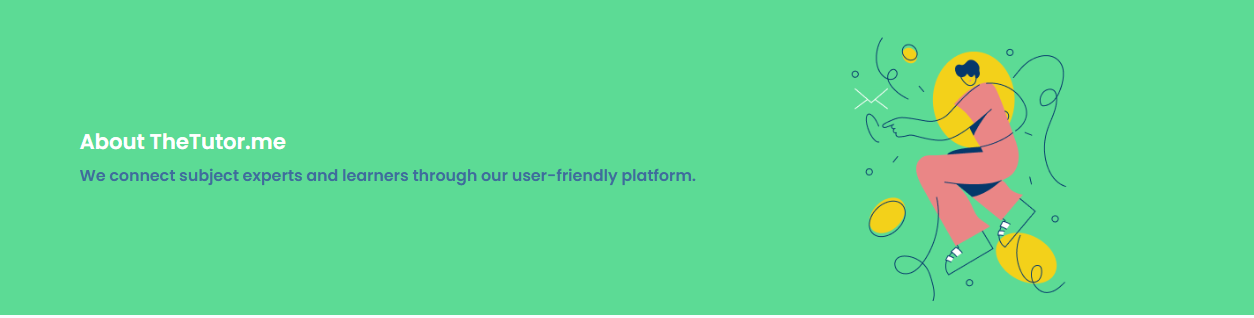 About TheTutor.me
We connect subject experts and learners through our user-friendly platform.